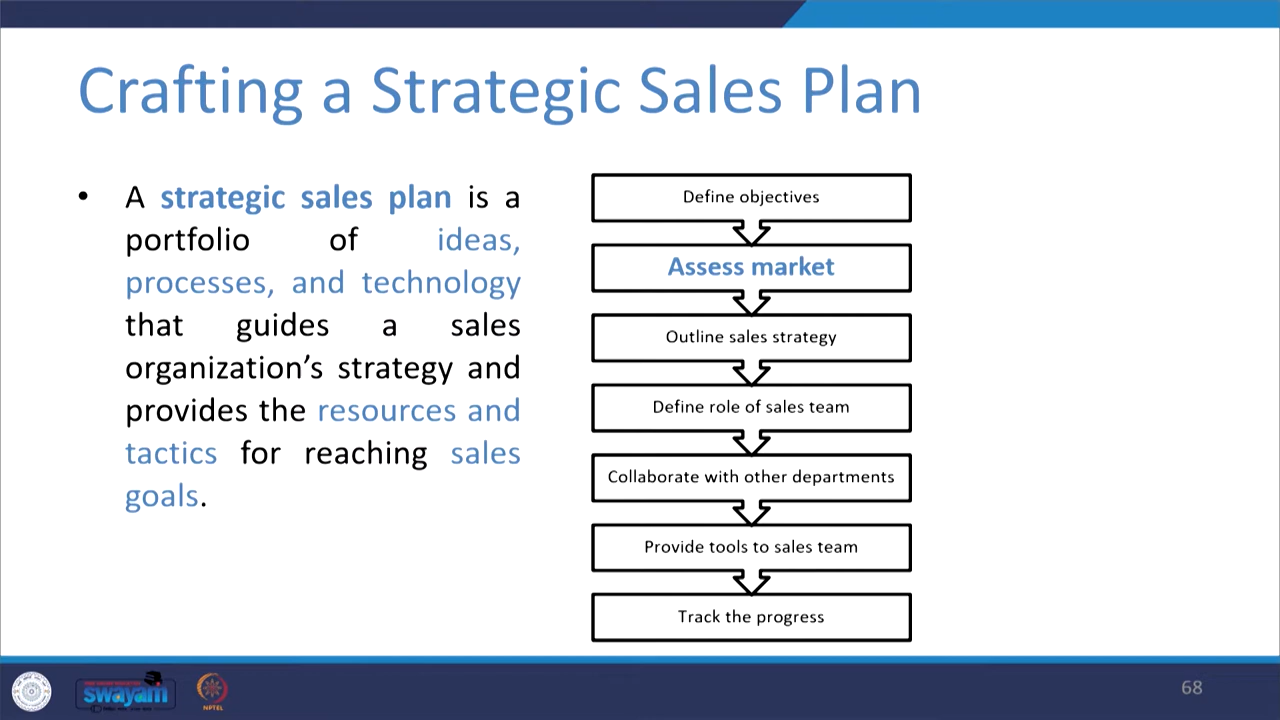 Crafting a Strategic Sales Plan
• A strategic sales plan is a
portfolio of ideas,
processes, and technology
that guides a sales
organization’s strategy and
provides the resources and
tactics for reaching sales
goals.
Define objectives
Assess market
Outline sales strategy
Define role of sales team
Collaborate with other departments
Provide tools to sales team
Track the progress
swayam
NPTEL
68